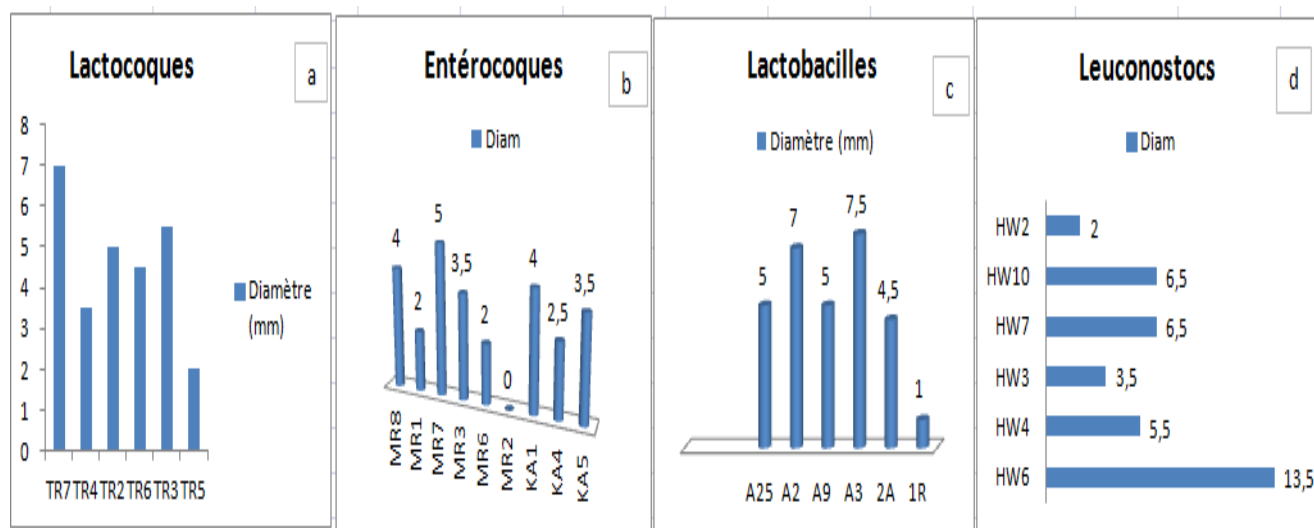 Lactocoques
a
8
7
6
5
4
3
2
1
0
TR7 TR4 TR2 TR6 TR3 TR5
Diamètre
(mm)
Entérocoques
b
Diam
4
2
5
3,5
2
0
4
2,5
3,5
MR8
MR1
MR7
MR3
MR6
MR2
KA1
KA4
KA5
Lactobacilles
c
Diamètre (mm)
5
7
5
7,5
4,5
1
A25 A2 A9 A3 2A 1R
Leuconostocs
d
Diam
HW2 2
HW10 6,5
HW7 6,5
HW3 3,5
HW4 5,5
HW6 13,5